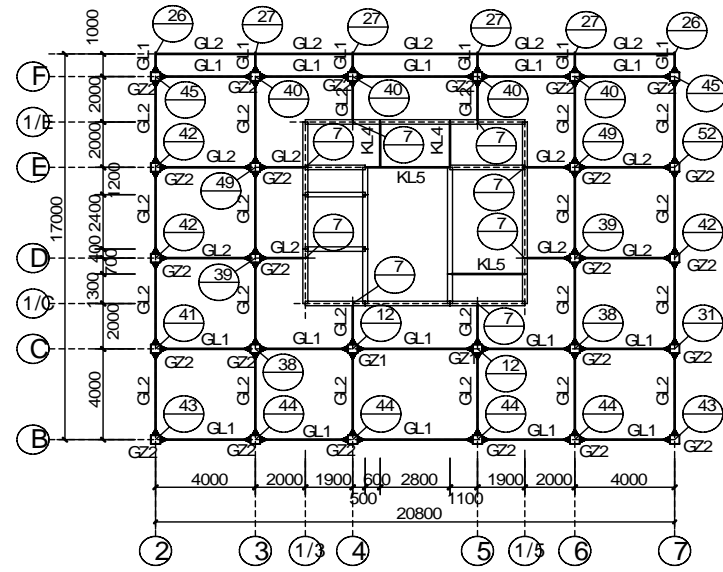 26 27 27 27 27 26
GL1 GL2 GL1 GL2 GL1 GL2 GL1 GL2 GL1 GL2 GL1
1000
F GL1 GL1 GL1 GL1 GL1
GZ2 GZ2 GZ2 GZ2 GZ2 GZ2
45 40 40 40 40 45
2000 GL2 GL2 GL2 GL2 GL2 GL2
1/E
42 7 KL4 7 KL4 7 49 52
2000
E GL2 GL2 GL2 GL2
GZ2 49 GZ2 KL5 7 GZ2 GZ2
1200
17000 2400 GL2 GL2 GL2 GL2
42 7 7 39 42
400
D GL2 GL2 GL2 GL2
700 GZ2 39 GZ2 7 KL5 GZ2 GZ2
1300 GL2 GL2 GL2 GL2
1/C
2000 41 GL2 12 GL2 7 38 31
C GL1 GL1 GL1 GL1 GL1
GZ2 GZ2 38 GZ1 GZ1 12 GZ2 GZ2
4000 GL2 GL2 GL2 GL2 GL2 GL2
43 44 44 44 44 43
B GL1 GL1 GL1 GL1 GL1
GZ2 GZ2 GZ2 GZ2 GZ2 GZ2
4000 2000 1900 600 2800 1900 2000 4000
500 1100
20800
2 3 1/3 4 5 1/5 6 7